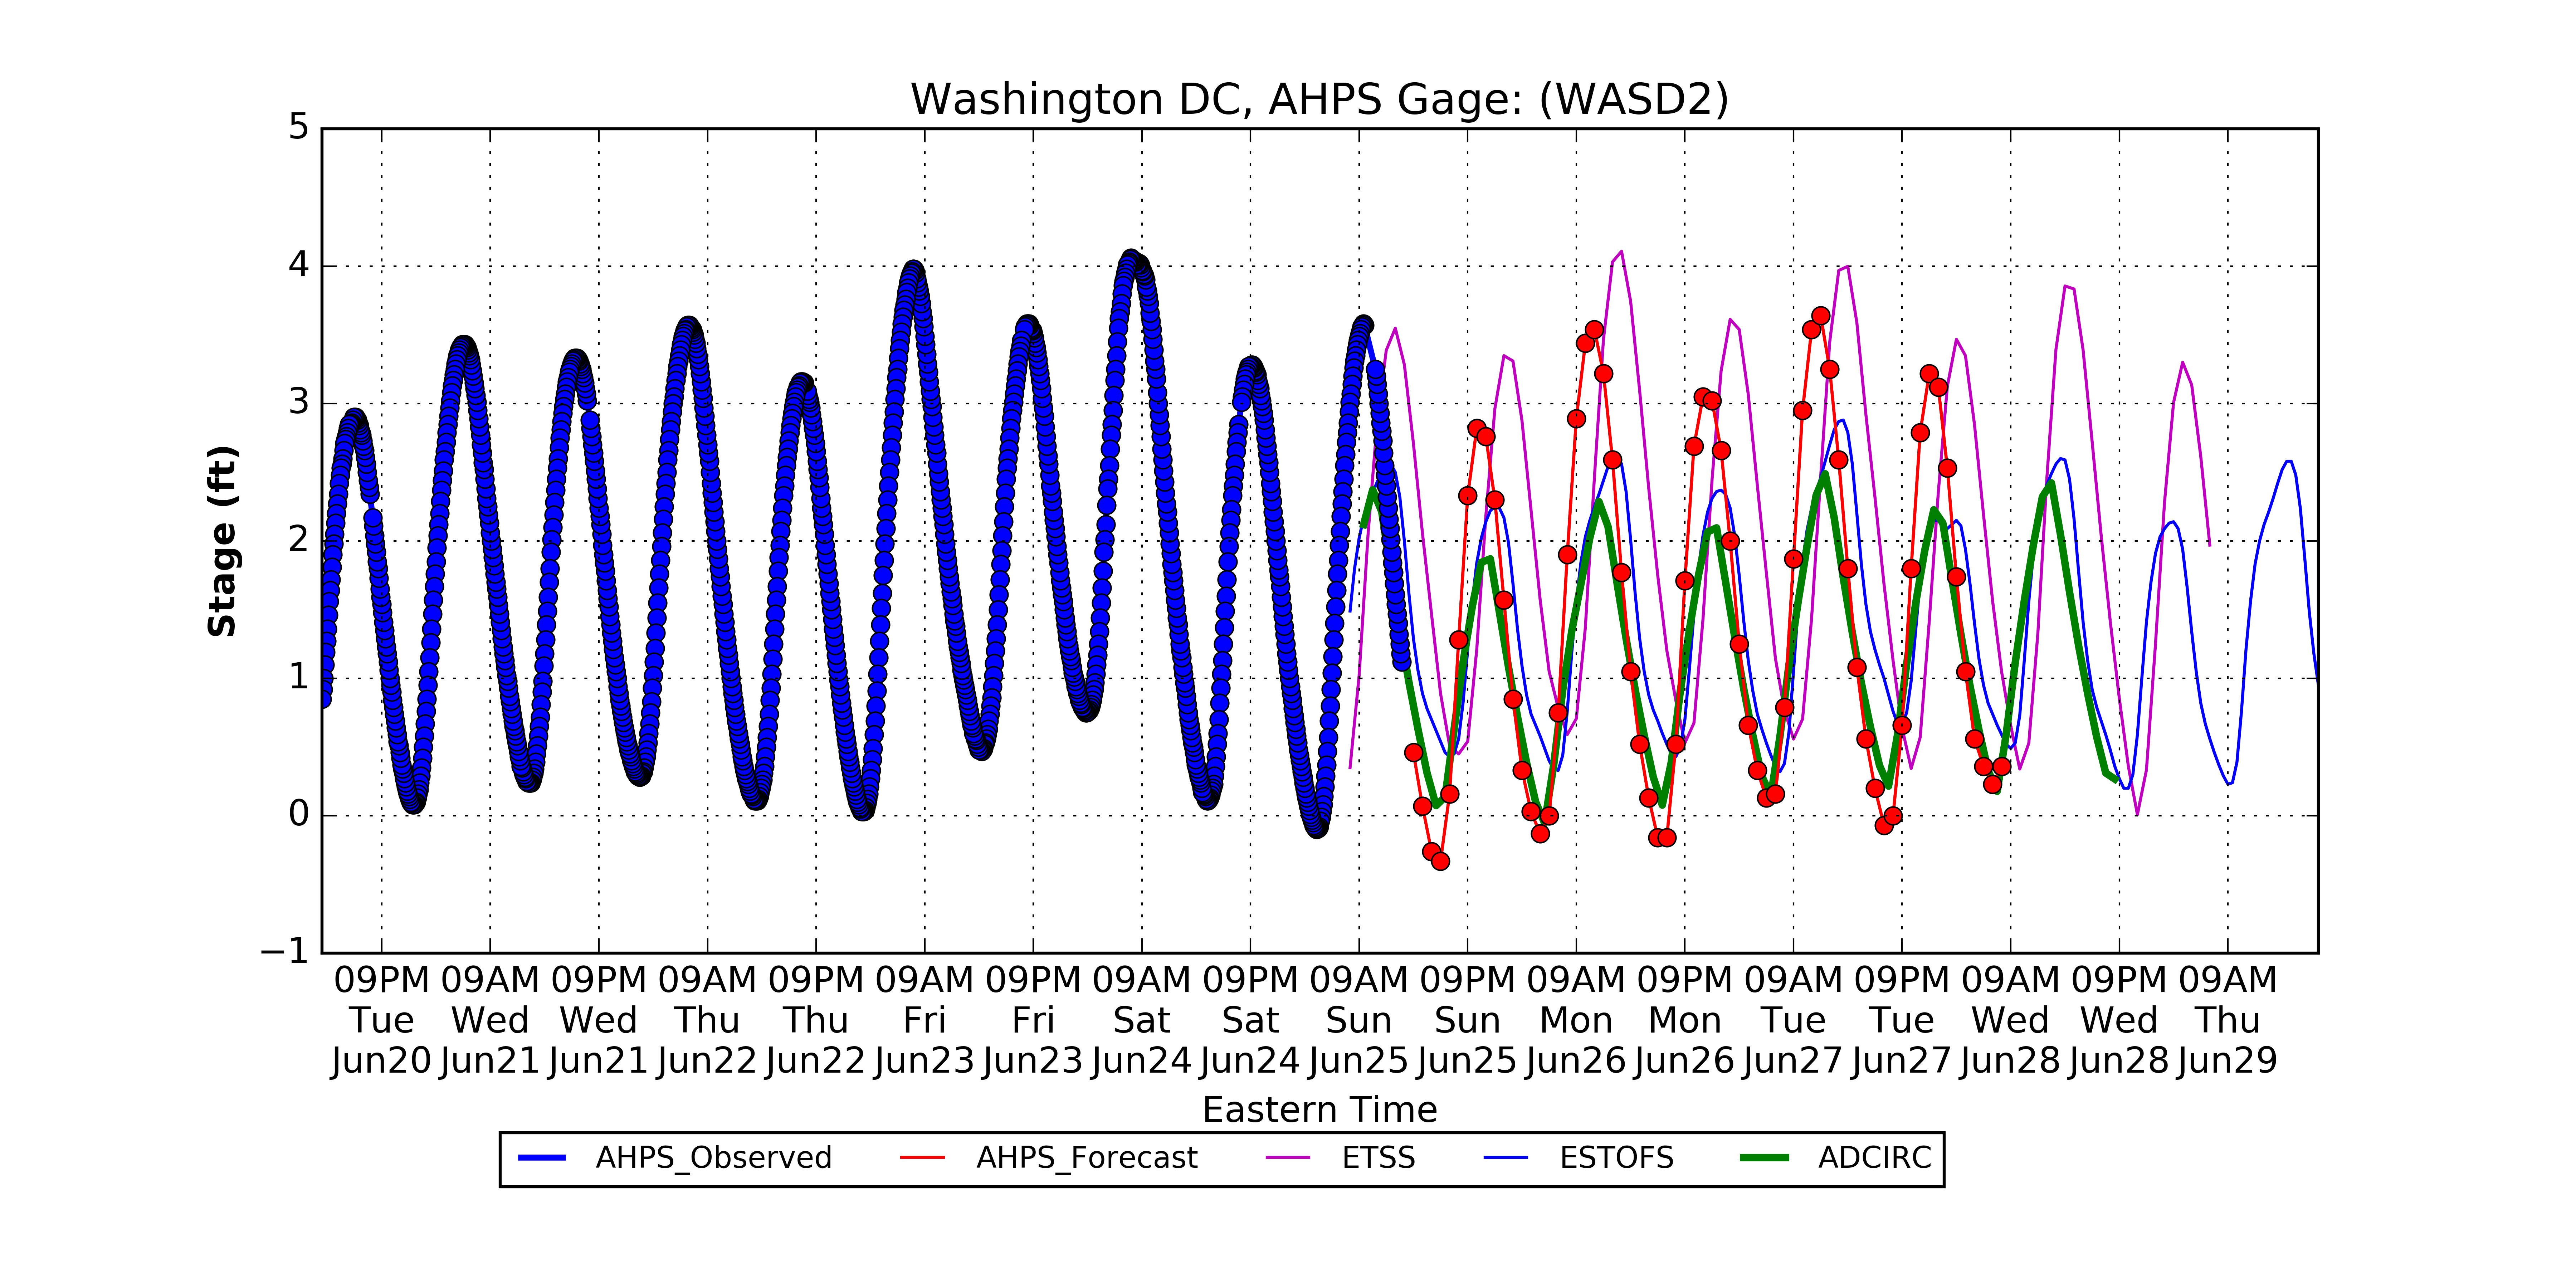 Washington DC, AHPS Gage: (WASD2)
5
4
3
2
1
0
−1
Stage (ft)
09PM 09AM 09PM 09AM 09PM 09AM 09PM 09AM 09PM 09AM 09PM 09AM 09PM 09AM 09PM 09AM 09PM 09AM
Tue Wed Wed Thu Thu Fri Fri Sat Sat Sun Sun Mon Mon Tue Tue Wed Wed Thu
Jun20 Jun21 Jun21 Jun22 Jun22 Jun23 Jun23 Jun24 Jun24 Jun25 Jun25 Jun26 Jun26 Jun27 Jun27 Jun28 Jun28 Jun29
Eastern Time
AHPS_Observed AHPS_Forecast ETSS ESTOFS ADCIRC